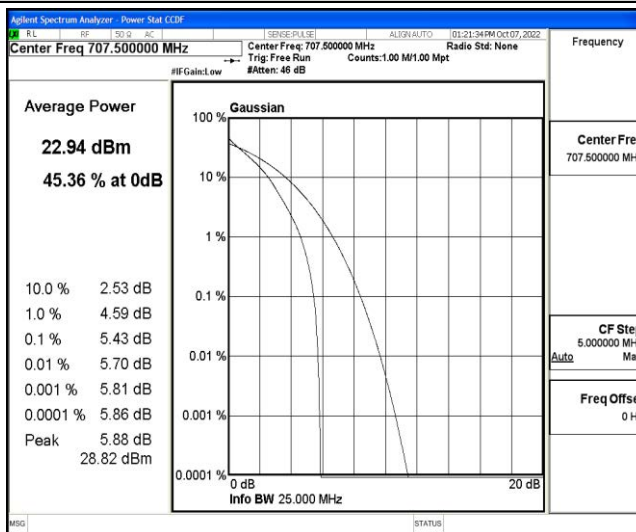 Agilent Spectrum Analyzer - Power Stat CCDF
RL RF 50 Ω AC SENSE:PULSE ALIGN AUTO 01:21:34 PM Oct 07, 2022
Center Freq 707.500000 MHz
Center Freq: 707.500000 MHz Radio Std: None
Trig: Free Run Counts:1.00 M/1.00 Mpt
#IFGain:Low #Atten: 46 dB
Frequency
Average Power
22.94 dBm
45.36 % at 0dB
10.0 % 2.53 dB
1.0 % 4.59 dB
0.1 % 5.43 dB
0.01 % 5.70 dB
0.001 % 5.81 dB
0.0001 % 5.86 dB
Peak 5.88 dB
28.82 dBm
Gaussian
100 %
10 %
1 %
0.1 %
0.01 %
0.001 %
0.0001 %
0 dB 20 dB
Info BW 25.000 MHz
Center Fre
707.500000 MH
CF Ste
5.000000 MH
Auto Ma
Freq Offse
0 H
MSG STATUS